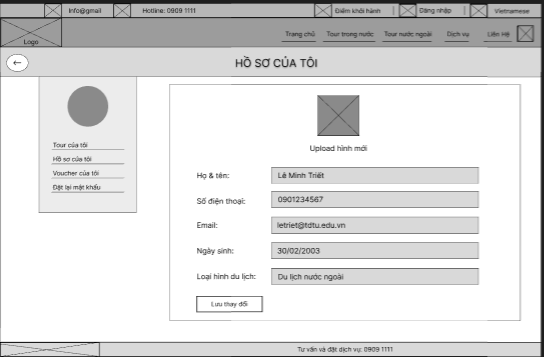 Info@gmail Hotline: 0909 1111 Điểm khởi hành | Đăng nhập | Vietnamese
Logo Trang chủ Tour trong nước Tour nước ngoài Dịch vụ Liên Hệ
HỒ SƠ CỦA TÔI
Tour của tôi
Hồ sơ của tôi
Voucher của tôi
Đặt lại mật khẩu
Upload hình mới
Họ & tên: Lê Minh Triết
Số điện thoại: 0901234567
Email: letriet@tdtu.edu.vn
Ngày sinh: 30/02/2003
Loại hình du lịch: Du lịch nước ngoài
Lưu thay đổi
Tư vấn và đặt dịch vụ: 0909 1111